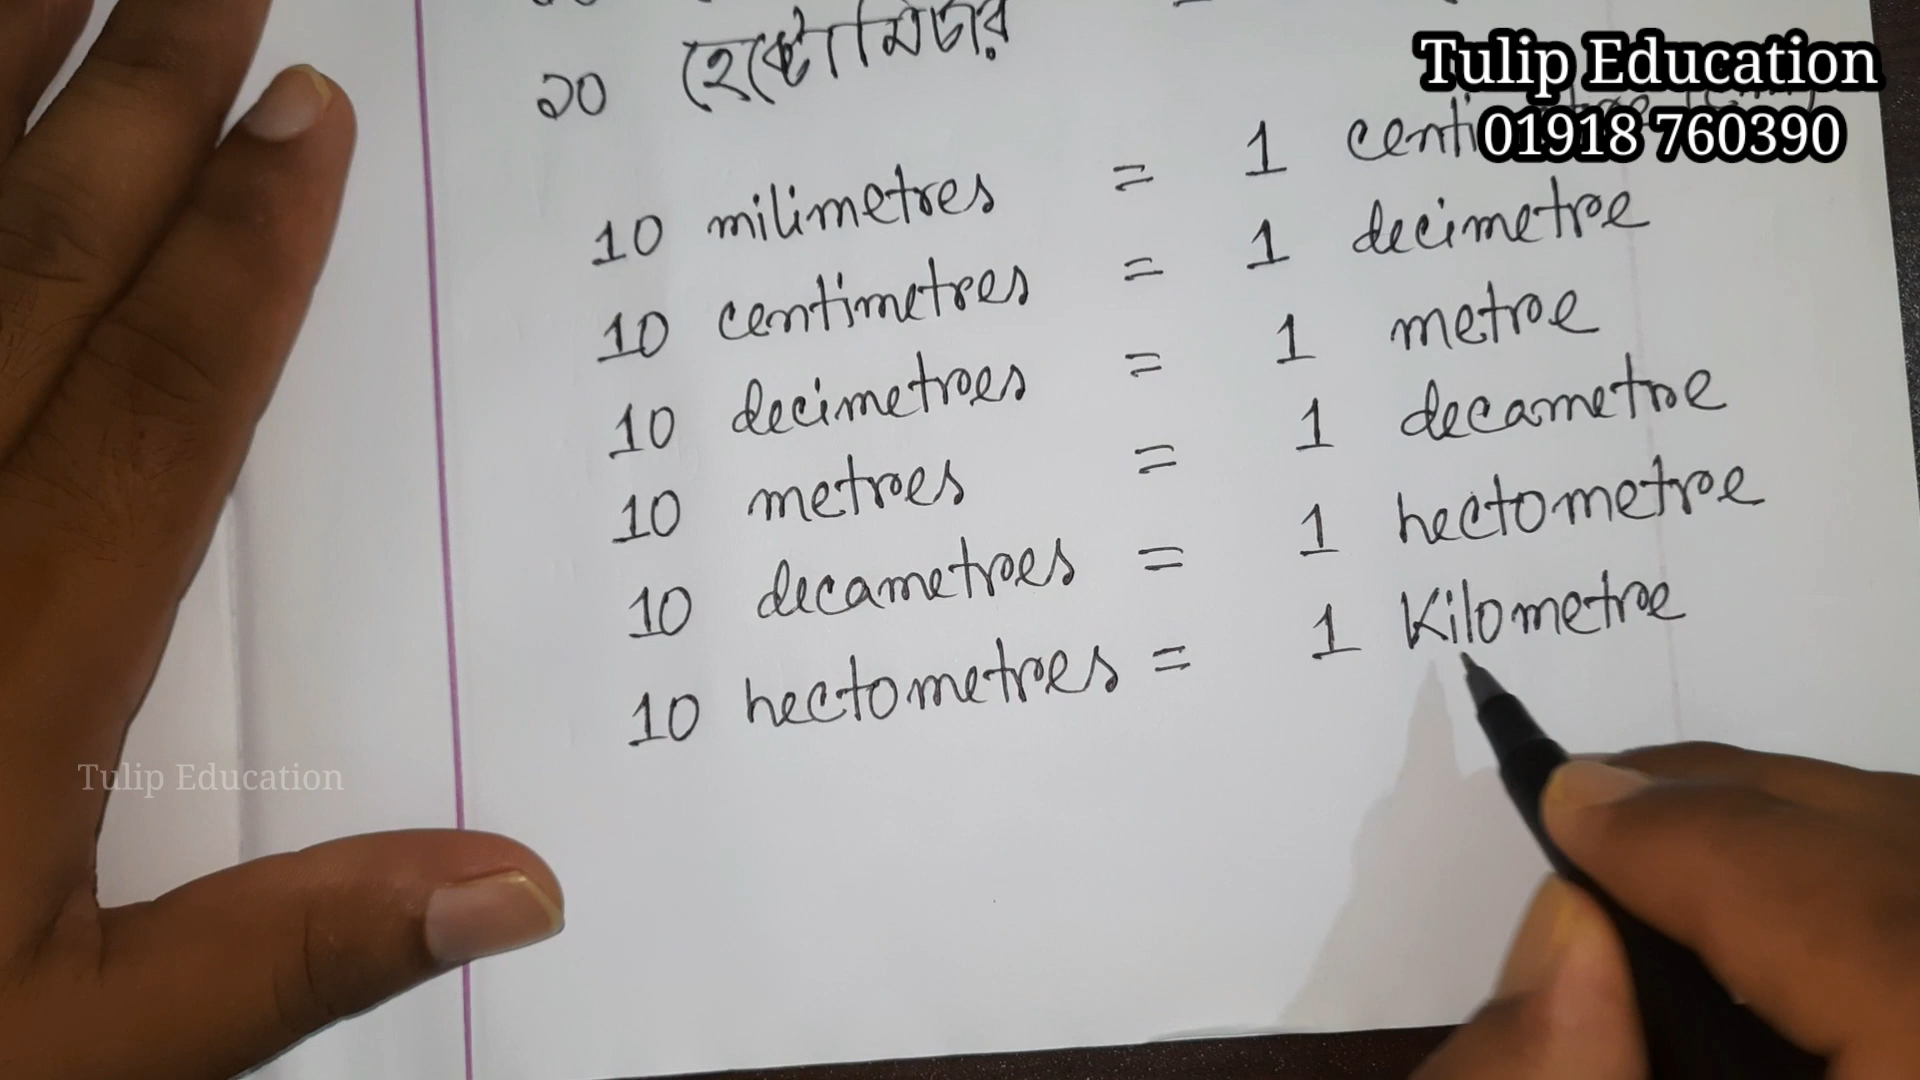 ১০ হেক্টোমিটার
Tulip Education
01918 760390
10 milimetres = 1 centi
10 centimetres = 1 decimetre
10 decimetres = 1 metre
10 metres = 1 decametre
10 decametres = 1 hectometre
10 hectometres = 1 Kilometre
Tulip Education